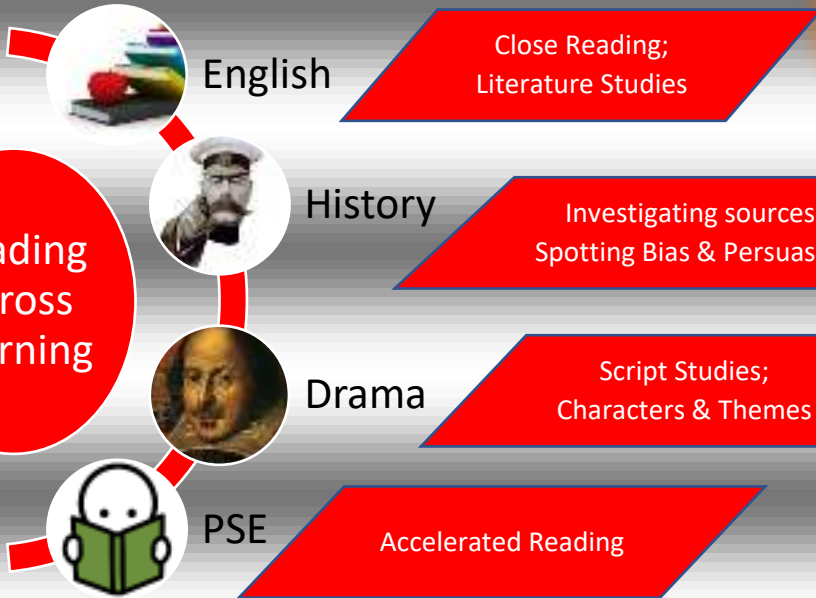 English
Close Reading;
Literature Studies
History
Investigating sources
Spotting Bias & Persuas
ading
ross
rning
Drama
Script Studies;
Characters & Themes
PSE
Accelerated Reading